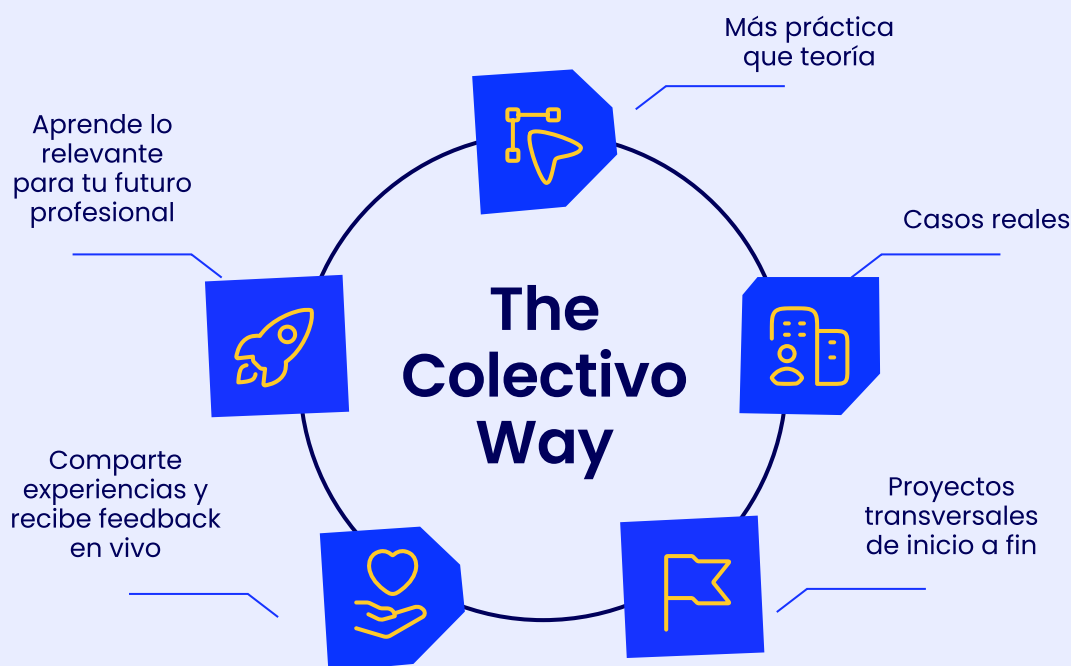 Más práctica
que teoría
Aprende lo
relevante
para tu futuro
profesional
Casos reales
The
Colectivo
Way
Comparte
experiencias y
recibe feedback
en vivo
Proyectos
transversales
de inicio a fin